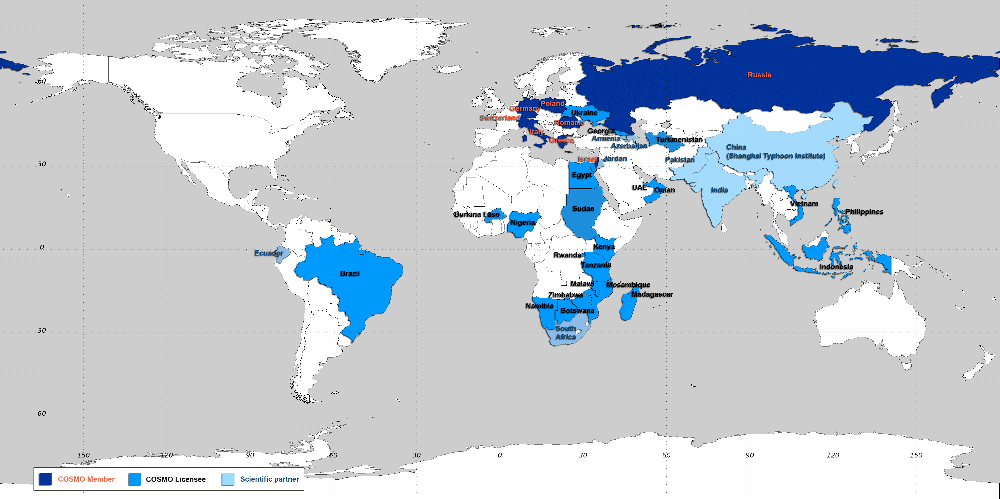 Russia
60
Poland
Germany
Ukraine
Switzerland
Romania
Georgia
Italy
Armenia
Greece
Turkmenistan
Azerbaijan
China
(Shanghai Typhoon Institute)
Israel
Jordan
Pakistan
30
Egypt
UAE
Oman
India
Vietnam
Sudan
Philippines
Burkina Faso
Nigeria
0
Kenya
Ecuador
Rwanda
Tanzania
Indonesia
Brazil
Malawi
Mosambique
Zimbabwe
Madagascar
Namibia
Botswana
30
South
Africa
60
150 120 90 60 30 0 30 60 90 120 150
COSMO Member COSMO Licensee Scientific partner